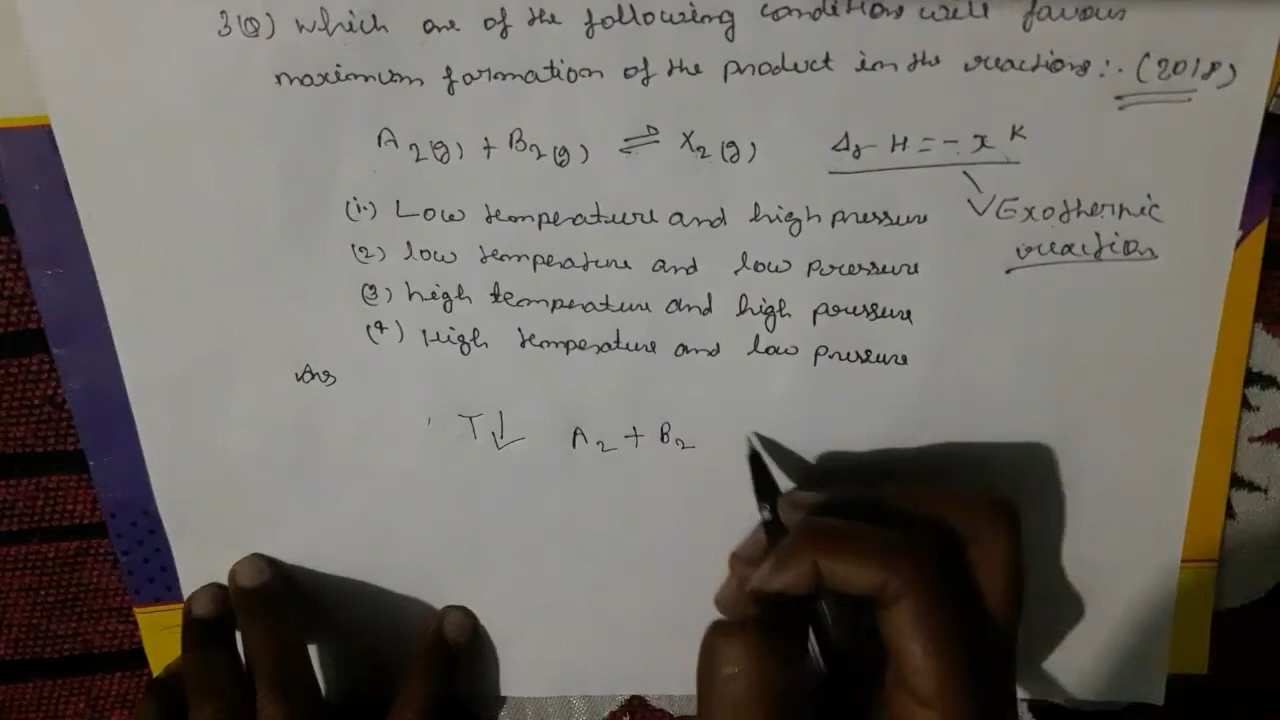 3(Q) which one of the following conditions will favour
maximum formation of the product in the reactions:. (2018)
A2(g) + B2(g) ⇌ X2(g) Δr H = - x K
(i.) Low temperature and high pressure
Exothermic
reaction
(2) low temperature and low pressure
(3) high temperature and high pressure
(4) High temperature and low pressure
Ans
T↓ A2 + B2